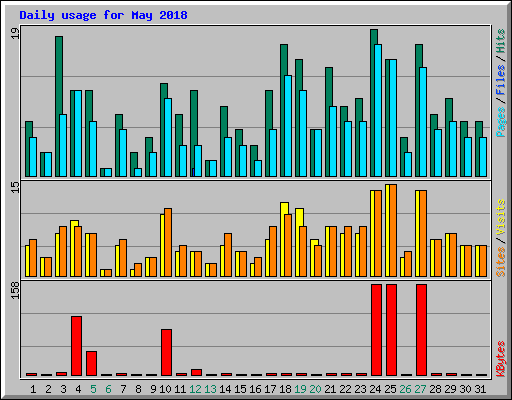 Daily usage for May 2018
19
Pages / Files / Hits
15
Sites / Visits
158
KBytes
1 2 3 4 5 6 7 8 9 10 11 12 13 14 15 16 17 18 19 20 21 22 23 24 25 26 27 28 29 30 31